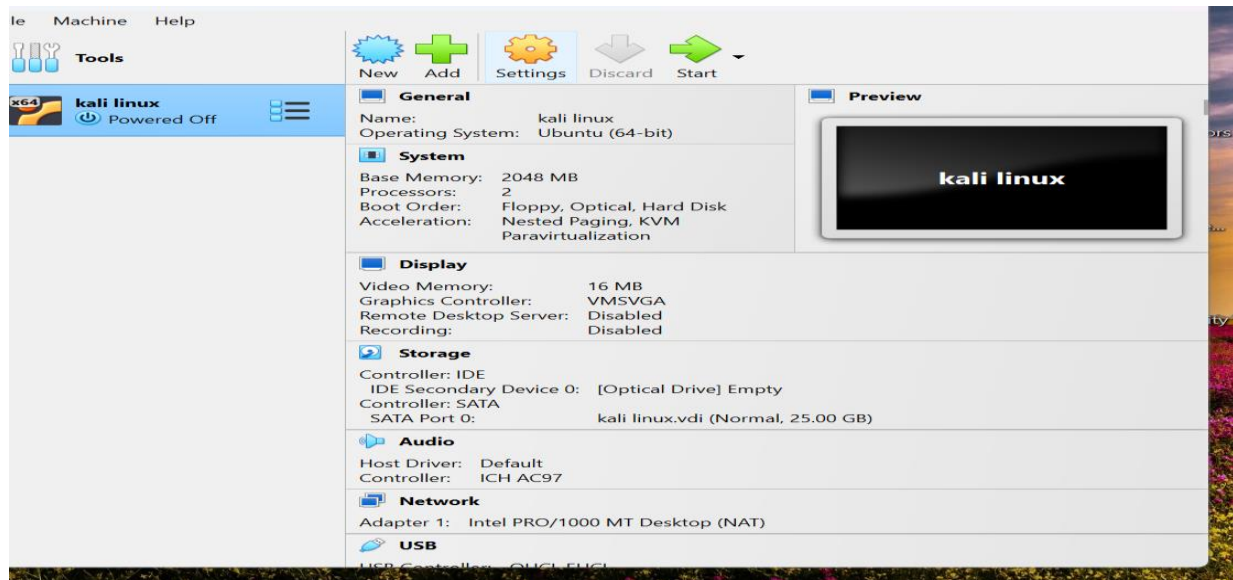 le Machine Help
Tools
New Add Settings Discard Start
x64
kali linux
Powered Off
General
Name: kali linux
Operating System: Ubuntu (64-bit)
Preview
kali linux
System
Base Memory: 2048 MB
Processors: 2
Boot Order: Floppy, Optical, Hard Disk
Acceleration: Nested Paging, KVM
Paravirtualization
Display
Video Memory: 16 MB
Graphics Controller: VMSVGA
Remote Desktop Server: Disabled
Recording: Disabled
Storage
Controller: IDE
IDE Secondary Device 0: [Optical Drive] Empty
Controller: SATA
SATA Port 0: kali linux.vdi (Normal, 25.00 GB)
Audio
Host Driver: Default
Controller: ICH AC97
Network
Adapter 1: Intel PRO/1000 MT Desktop (NAT)
USB